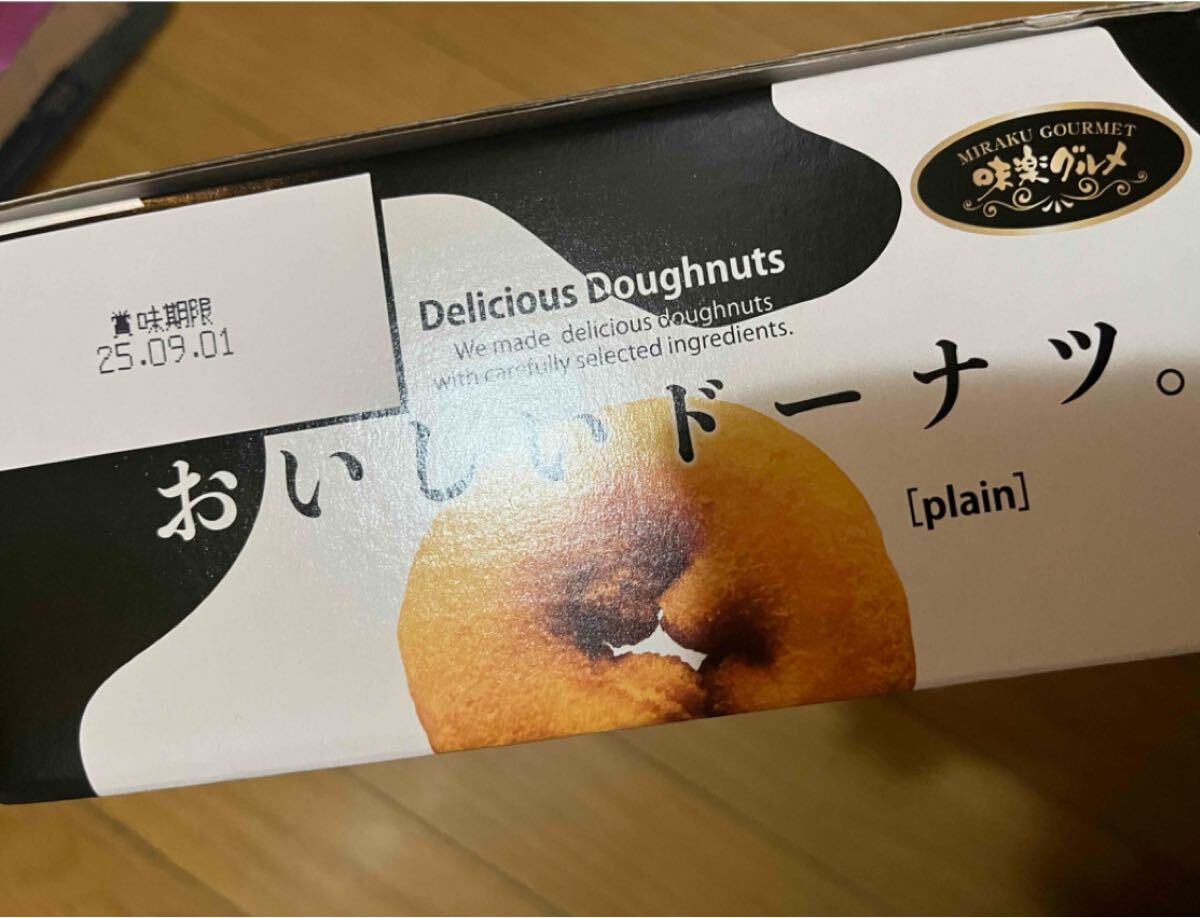 MIRAKU GOURMET
味楽グルメ
賞味期限
25.09.01
Delicious Doughnuts
We made delicious doughnuts
with carefully selected ingredients.
おいしいドーナツ。
[plain]